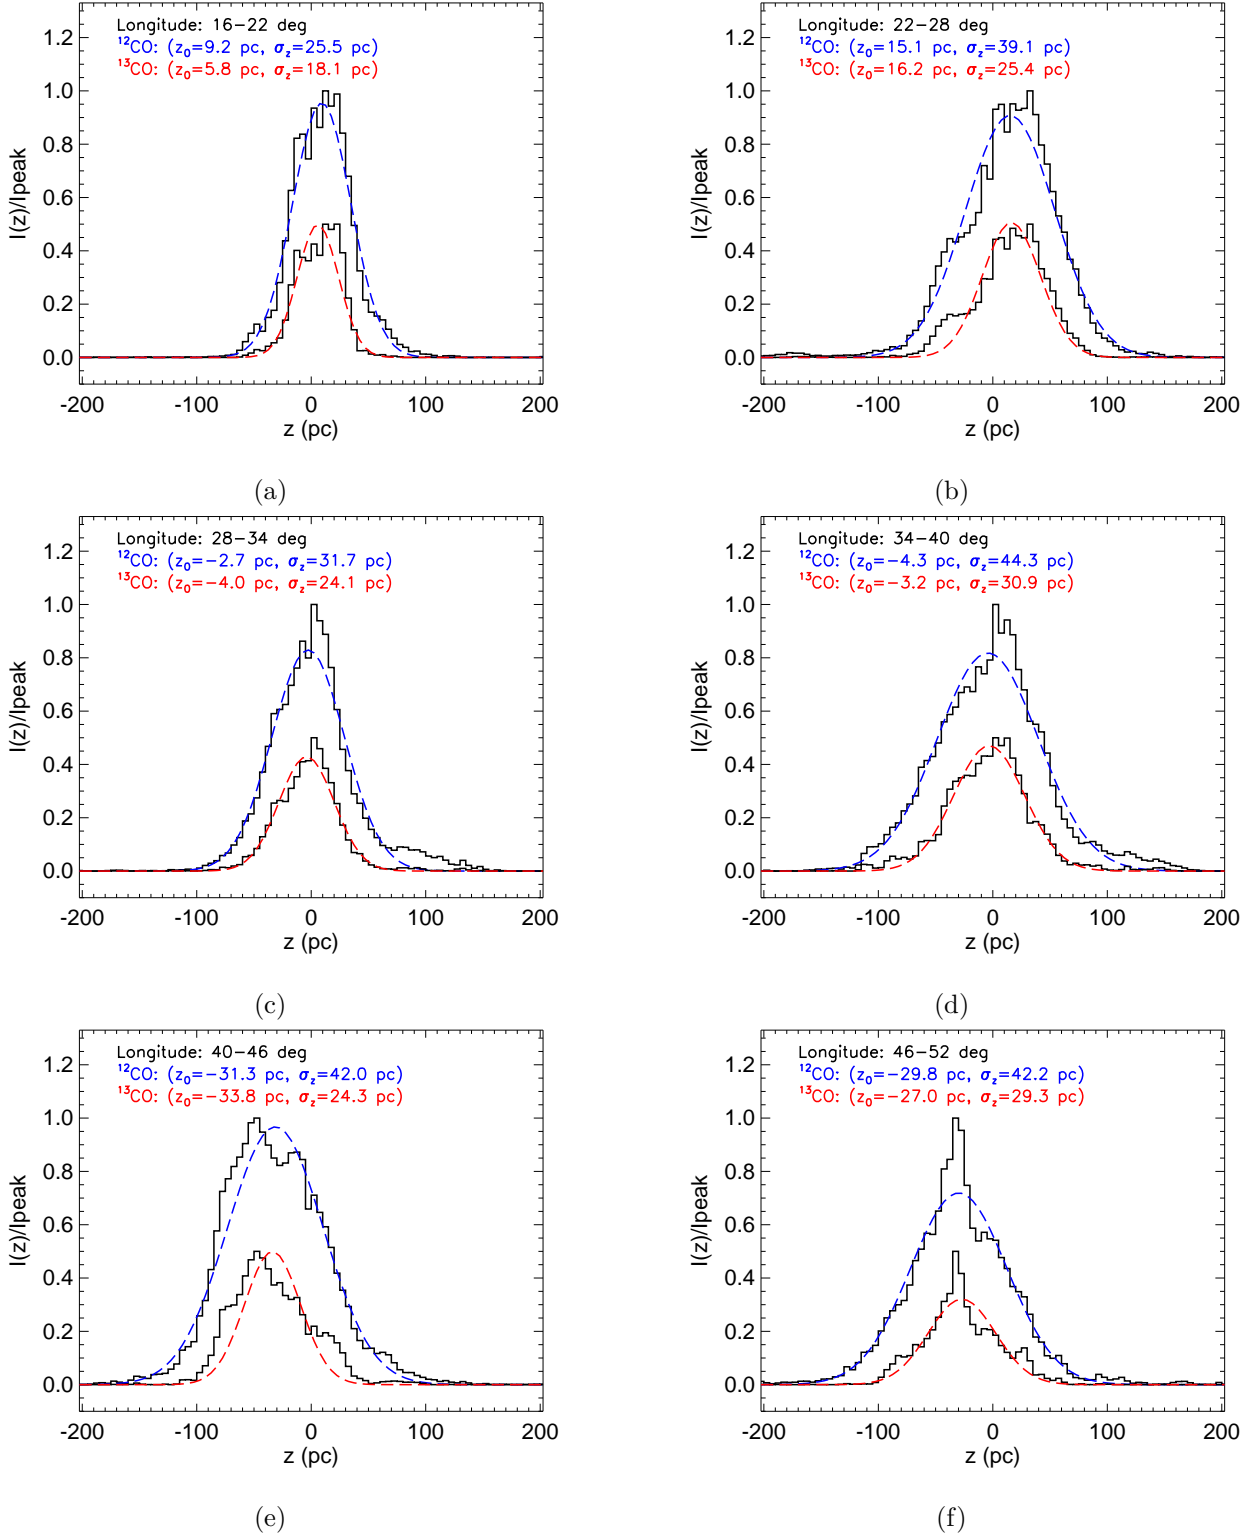 Longitude: 16−22 deg
¹²CO: (z₀=9.2 pc, σ_z=25.5 pc)
¹³CO: (z₀=5.8 pc, σ_z=18.1 pc)
1.2
1.0
0.8
0.6
0.4
0.2
0.0
I(z)/Ipeak
-200 -100 0 100 200
z (pc)
(a)
Longitude: 22−28 deg
¹²CO: (z₀=15.1 pc, σ_z=39.1 pc)
¹³CO: (z₀=16.2 pc, σ_z=25.4 pc)
1.2
1.0
0.8
0.6
0.4
0.2
0.0
I(z)/Ipeak
-200 -100 0 100 200
z (pc)
(b)
Longitude: 28−34 deg
¹²CO: (z₀=−2.7 pc, σ_z=31.7 pc)
¹³CO: (z₀=−4.0 pc, σ_z=24.1 pc)
1.2
1.0
0.8
0.6
0.4
0.2
0.0
I(z)/Ipeak
-200 -100 0 100 200
z (pc)
(c)
Longitude: 34−40 deg
¹²CO: (z₀=−4.3 pc, σ_z=44.3 pc)
¹³CO: (z₀=−3.2 pc, σ_z=30.9 pc)
1.2
1.0
0.8
0.6
0.4
0.2
0.0
I(z)/Ipeak
-200 -100 0 100 200
z (pc)
(d)
Longitude: 40−46 deg
¹²CO: (z₀=−31.3 pc, σ_z=42.0 pc)
¹³CO: (z₀=−33.8 pc, σ_z=24.3 pc)
1.2
1.0
0.8
0.6
0.4
0.2
0.0
I(z)/Ipeak
-200 -100 0 100 200
z (pc)
(e)
Longitude: 46−52 deg
¹²CO: (z₀=−29.8 pc, σ_z=42.2 pc)
¹³CO: (z₀=−27.0 pc, σ_z=29.3 pc)
1.2
1.0
0.8
0.6
0.4
0.2
0.0
I(z)/Ipeak
-200 -100 0 100 200
z (pc)
(f)